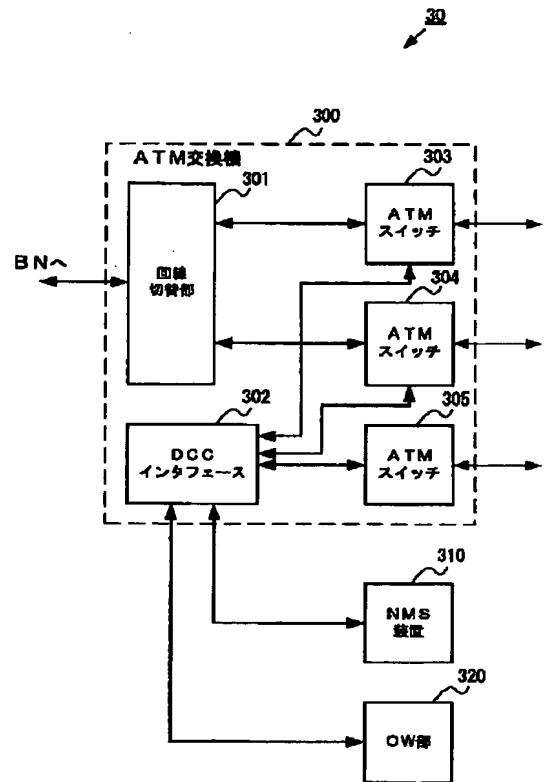 30
300
ATM交換機
301
303
ATM
スイッチ
BNへ
回線
切替部
304
ATM
スイッチ
302
305
DCC
インタフェース
ATM
スイッチ
310
NMS
装置
320
OW部